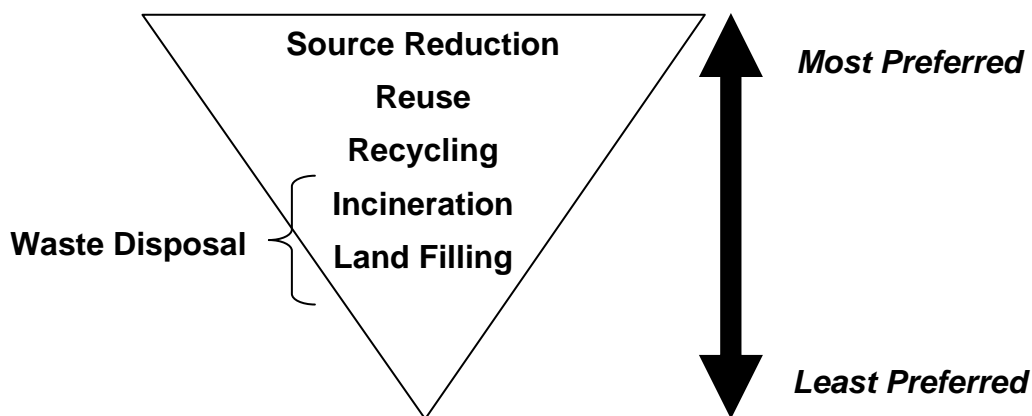 Source Reduction
Most Preferred
Reuse
Recycling
Incineration
Waste Disposal
Land Filling
Least Preferred